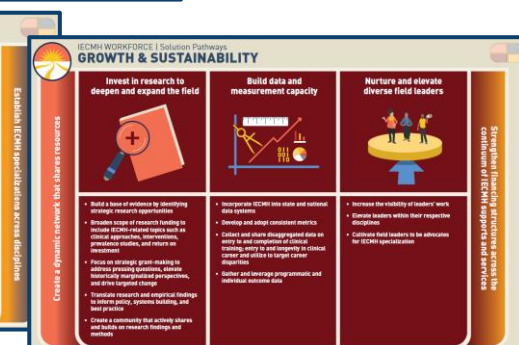 Establish IECMH specializations across disciplines
IECMH WORKFORCE | Solution Pathways
GROWTH & SUSTAINABILITY
Create a dynamic network that shares resources
Invest in research to
deepen and expand the field
• Build a base of evidence by identifying
strategic research opportunities
• Broaden scope of research funding to
include IECMH-related topics such as
clinical approaches, interventions,
prevalence studies, and return on
investment
• Focus on strategic grant-making to
address pressing questions, elevate
historically marginalized perspectives,
and drive targeted change
• Translate research and empirical findings
to inform policy, systems building, and
best practice
• Create a community that actively shares
and builds on research findings and
methods
Build data and
measurement capacity
011
001
110
• Incorporate IECMH into state and national
data systems
• Develop and adopt consistent metrics
• Collect and share disaggregated data on
entry to and completion of clinical
training; entry to and longevity in clinical
career and utilize to target career
disparities
• Gather and leverage programmatic and
individual outcome data
Nurture and elevate
diverse field leaders
• Increase the visibility of leaders' work
• Elevate leaders within their respective
disciplines
• Cultivate field leaders to be advocates
for IECMH specialization
Strengthen financing structures across the
continuum of IECMH supports and services